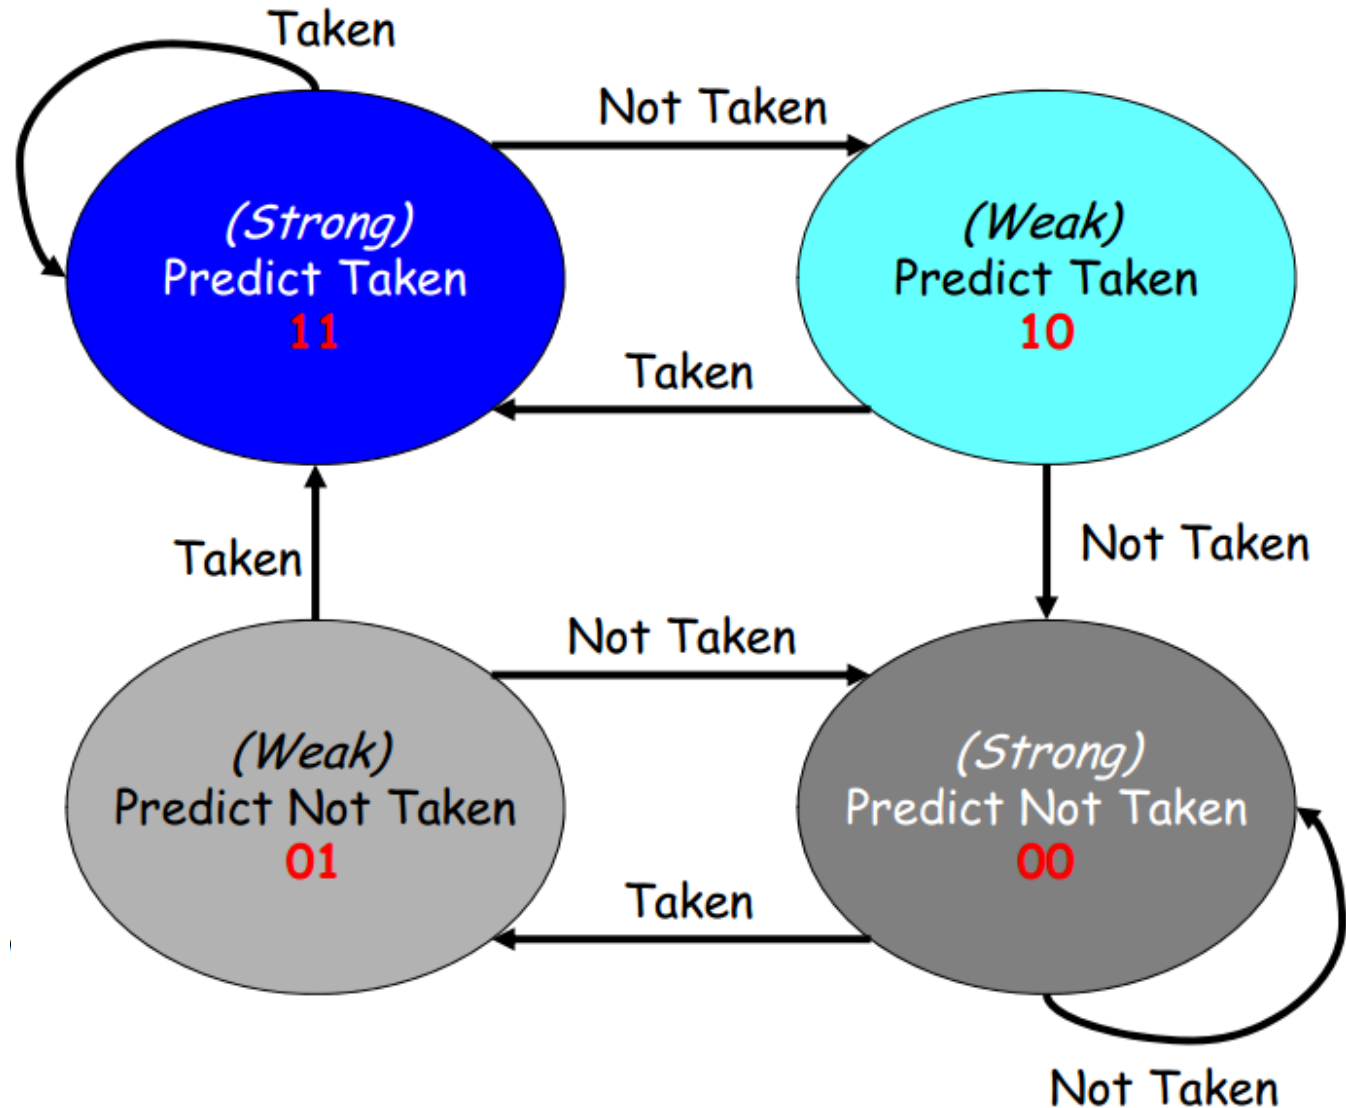 Taken
Not Taken
(Strong)
Predict Taken
11
(Weak)
Predict Taken
10
Taken
Taken
Not Taken
Not Taken
(Weak)
Predict Not Taken
01
(Strong)
Predict Not Taken
00
Taken
Not Taken